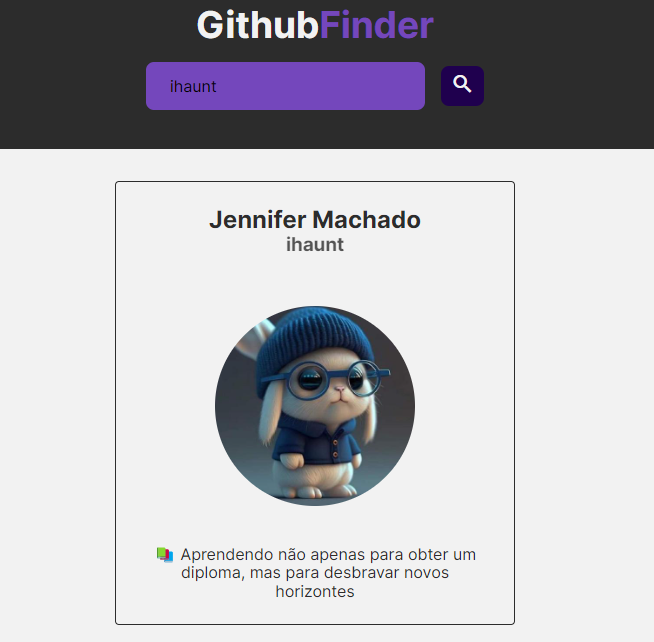 GithubFinder
ihaunt
Jennifer Machado
ihaunt
📚 Aprendendo não apenas para obter um
diploma, mas para desbravar novos
horizontes